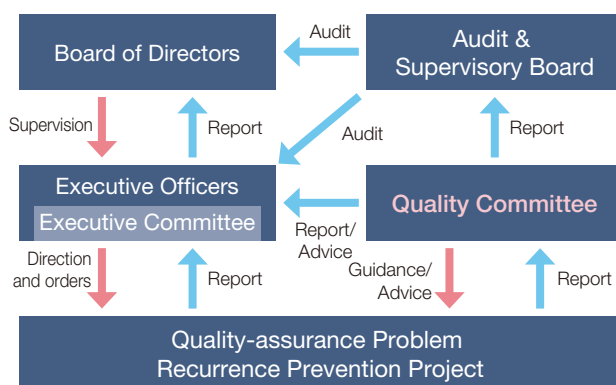 Board of Directors
Audit
Audit &
Supervisory Board
Supervision
Report
Audit
Report
Executive Officers
Executive Committee
Report/
Advice
Quality Committee
Direction
and orders
Report
Guidance/
Advice
Report
Quality-assurance Problem
Recurrence Prevention Project